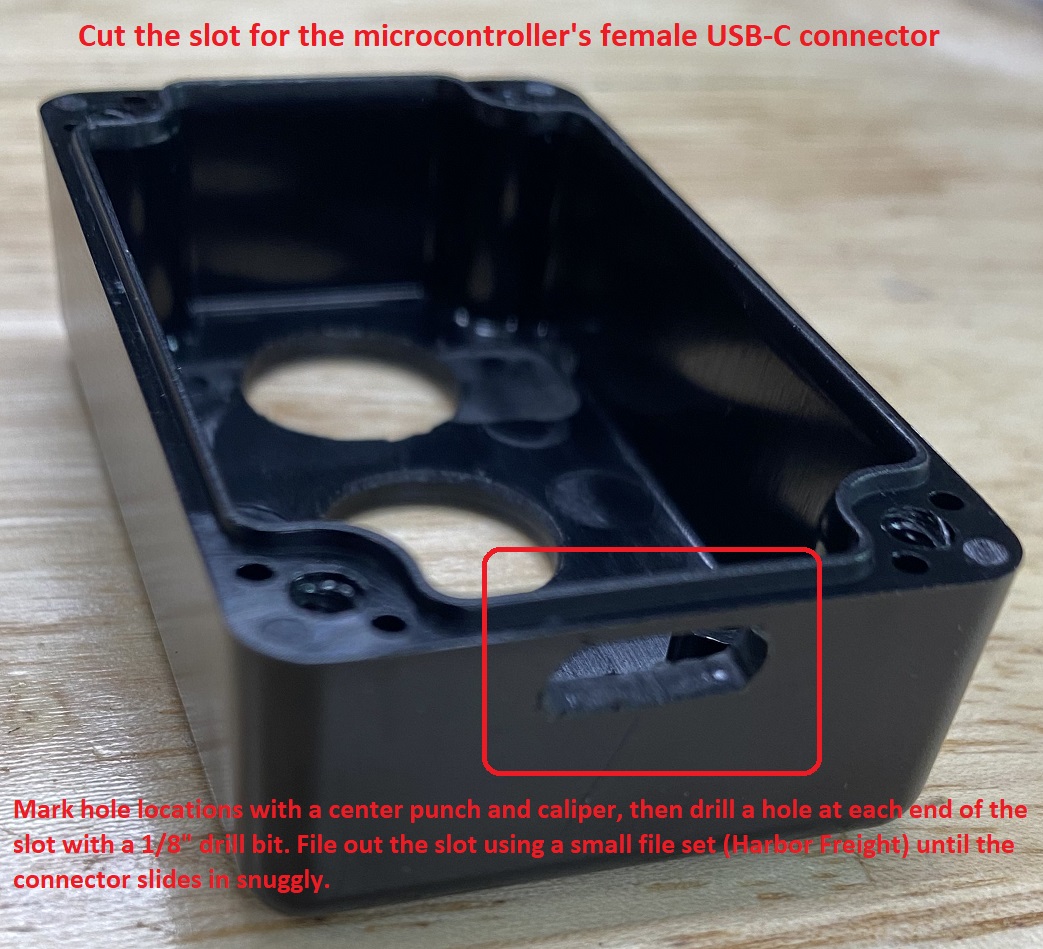 Cut the slot for the microcontroller's female USB-C connector
Mark hole locations with a center punch and caliper, then drill a hole at each end of the
slot with a 1/8“ drill bit. File out the slot using a small file set (Harbor Freight) until the
connector slides in snuggly.